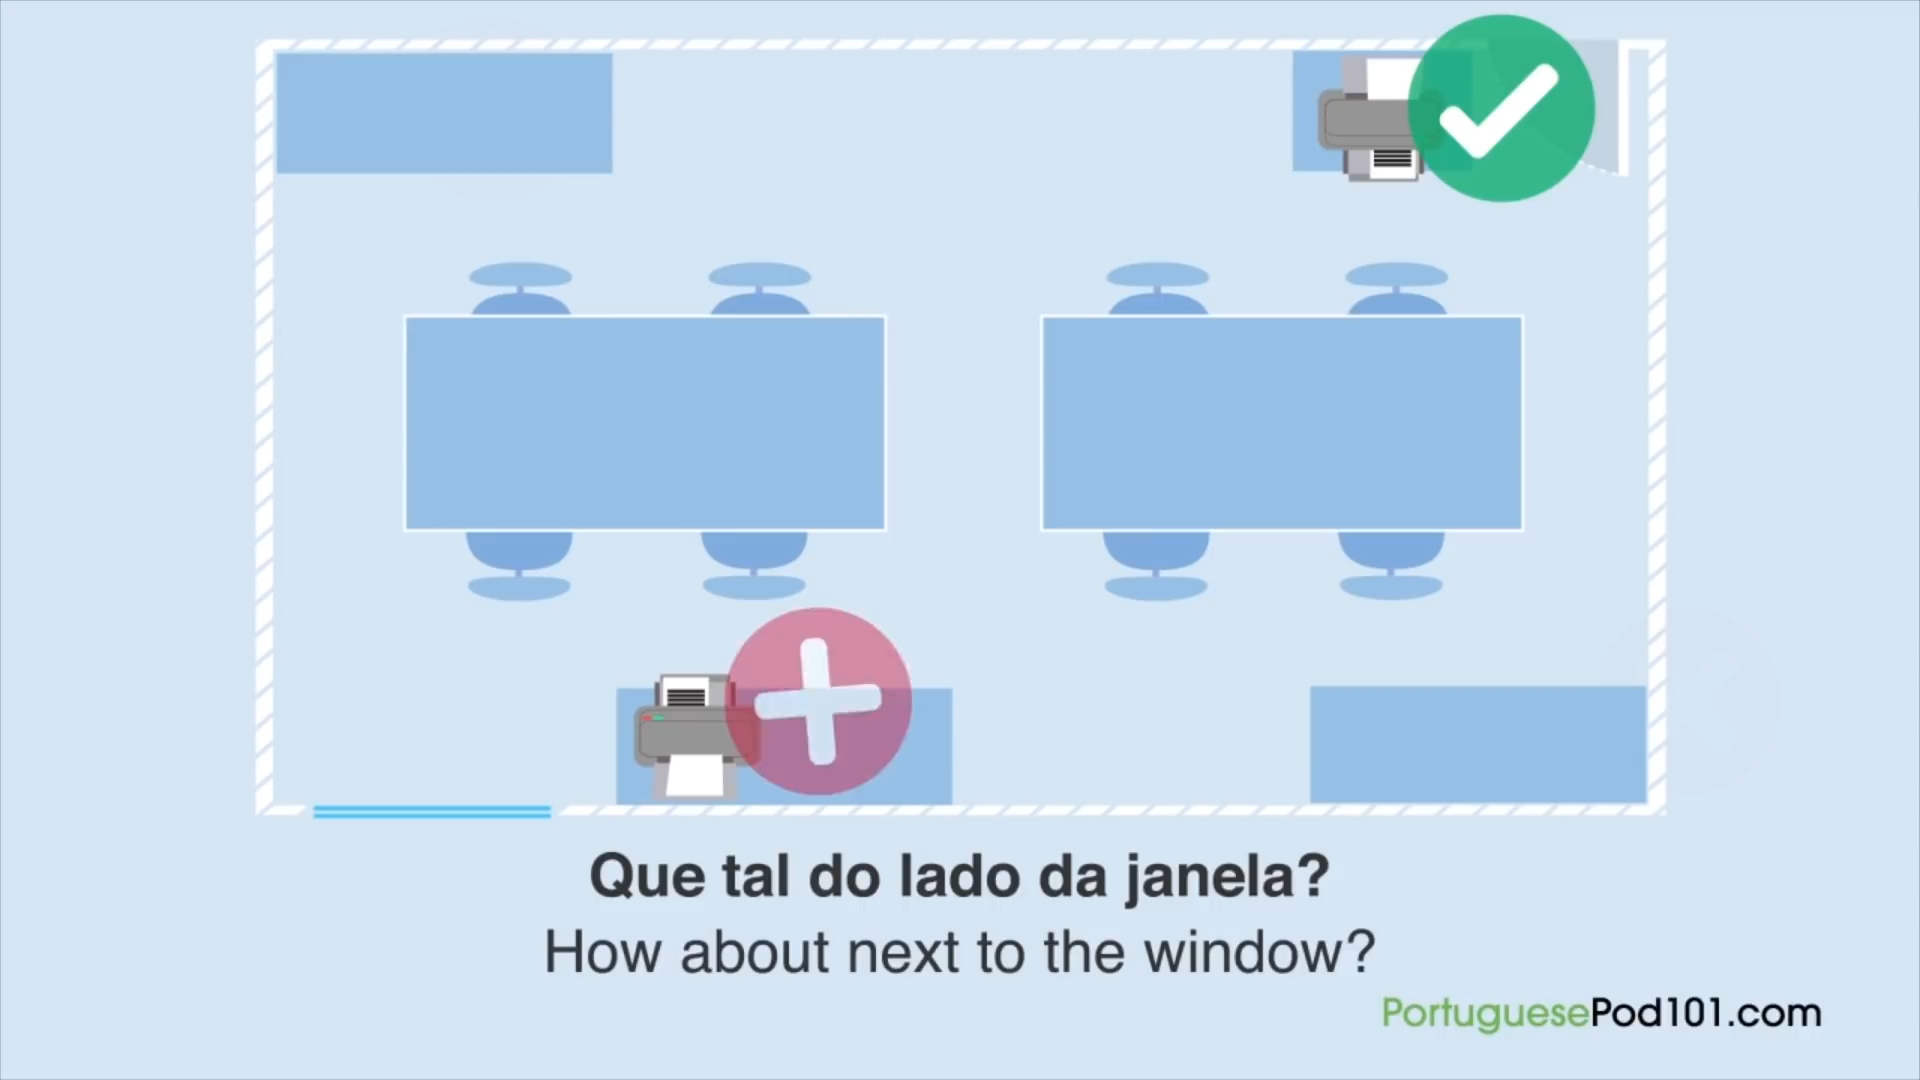 Que tal do lado da janela?
How about next to the window?
PortuguesePod101.com